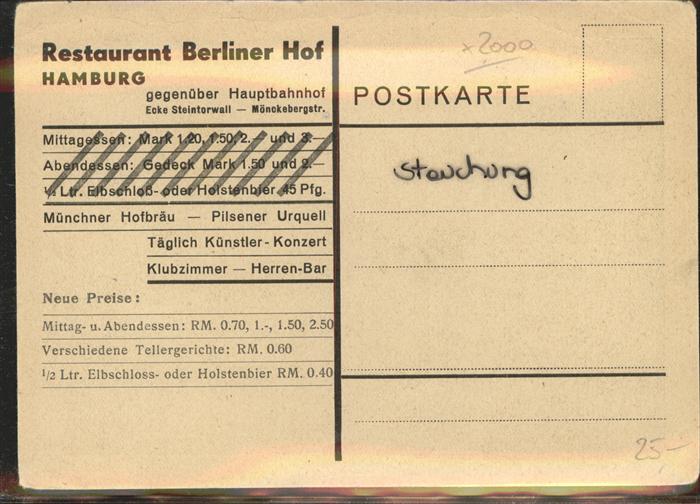 Restaurant Berliner Hof
HAMBURG
gegenüber Hauptbahnhof
Ecke Steintorwall — Mönckebergstr.
Mittagessen: Mark 1.20, 1.50, 2.— und 3.—
Abendessen: Gedeck Mark 1.50 und 2.—
Ltr. Elbschloß- oder Holstenbier 45 Pfg.
Münchner Hofbräu — Pilsener Urquell
Täglich Künstler-Konzert
Klubzimmer — Herren-Bar
Neue Preise:
Mittag- u. Abendessen: RM. 0.70, 1.-, 1.50, 2.50
Verschiedene Tellergerichte: RM. 0.60
1/2 Ltr. Elbschloss- oder Holstenbier RM. 0.40
x2000
POSTKARTE
Stauchung
25,-